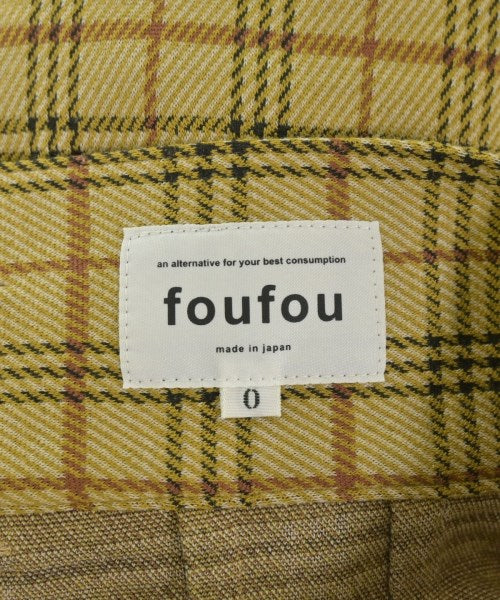 an alternative for your best consumption
foufou
made in japan
0